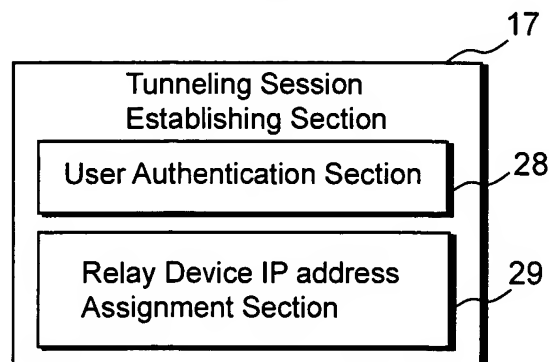 17
Tunneling Session
Establishing Section
User Authentication Section
28
Relay Device IP address
Assignment Section
29